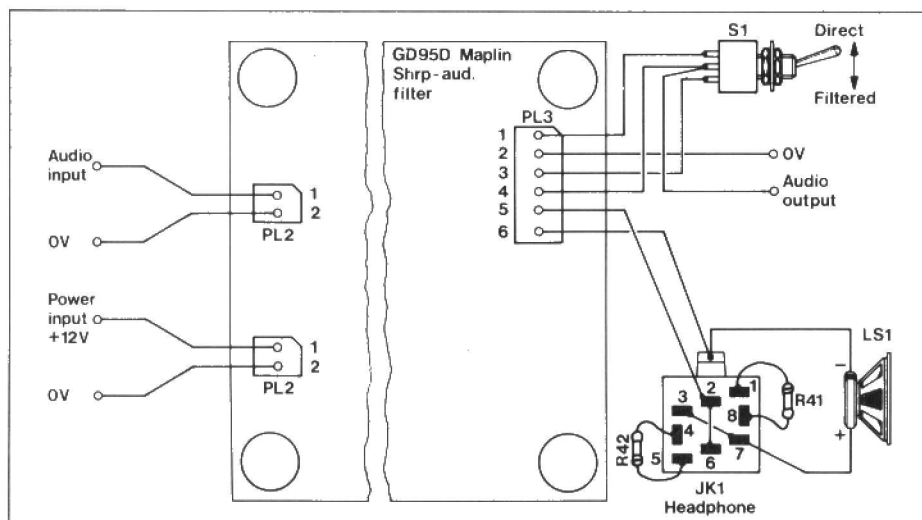 GD95D Maplin
Shrp-aud.
filter
S1
Direct
Filtered
PL3
1
2
3
4
5
6
0V
Audio
output
Audio
input
0V
1
2
PL2
Power
input
+12V
0V
1
2
PL2
LS1
−
+
R41
R42
1
2
3
4
5
6
7
8
JK1
Headphone